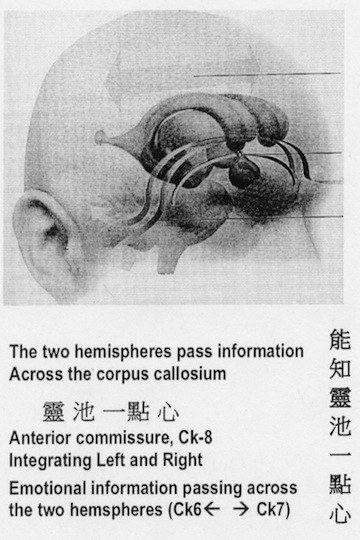 The two hemispheres pass information
Across the corpus callosium
靈池一點心
Anterior commissure, Ck-8
Integrating Left and Right
Emotional information passing across
the two hemspheres (Ck6← → Ck7)
能知靈池一點心